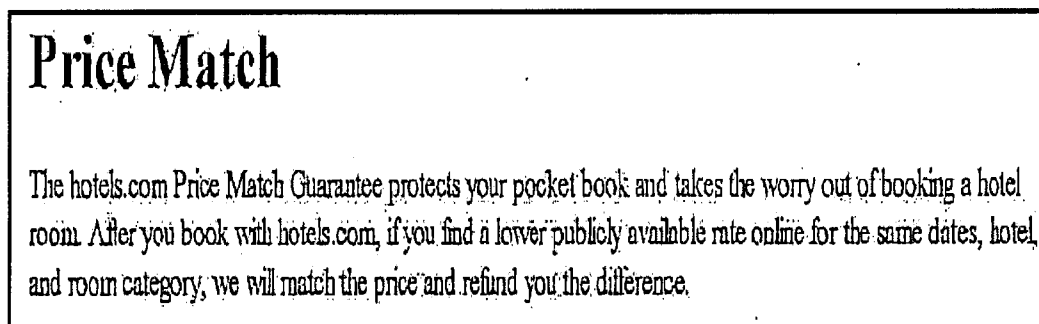 Price Match
The hotels.com Price Match Guarantee protects your pocket book and takes the worry out of booking a hotel
room. After you book with hotels.com, if you find a lower publicly available rate online for the same dates, hotel,
and room category, we will match the price and refund you the difference.